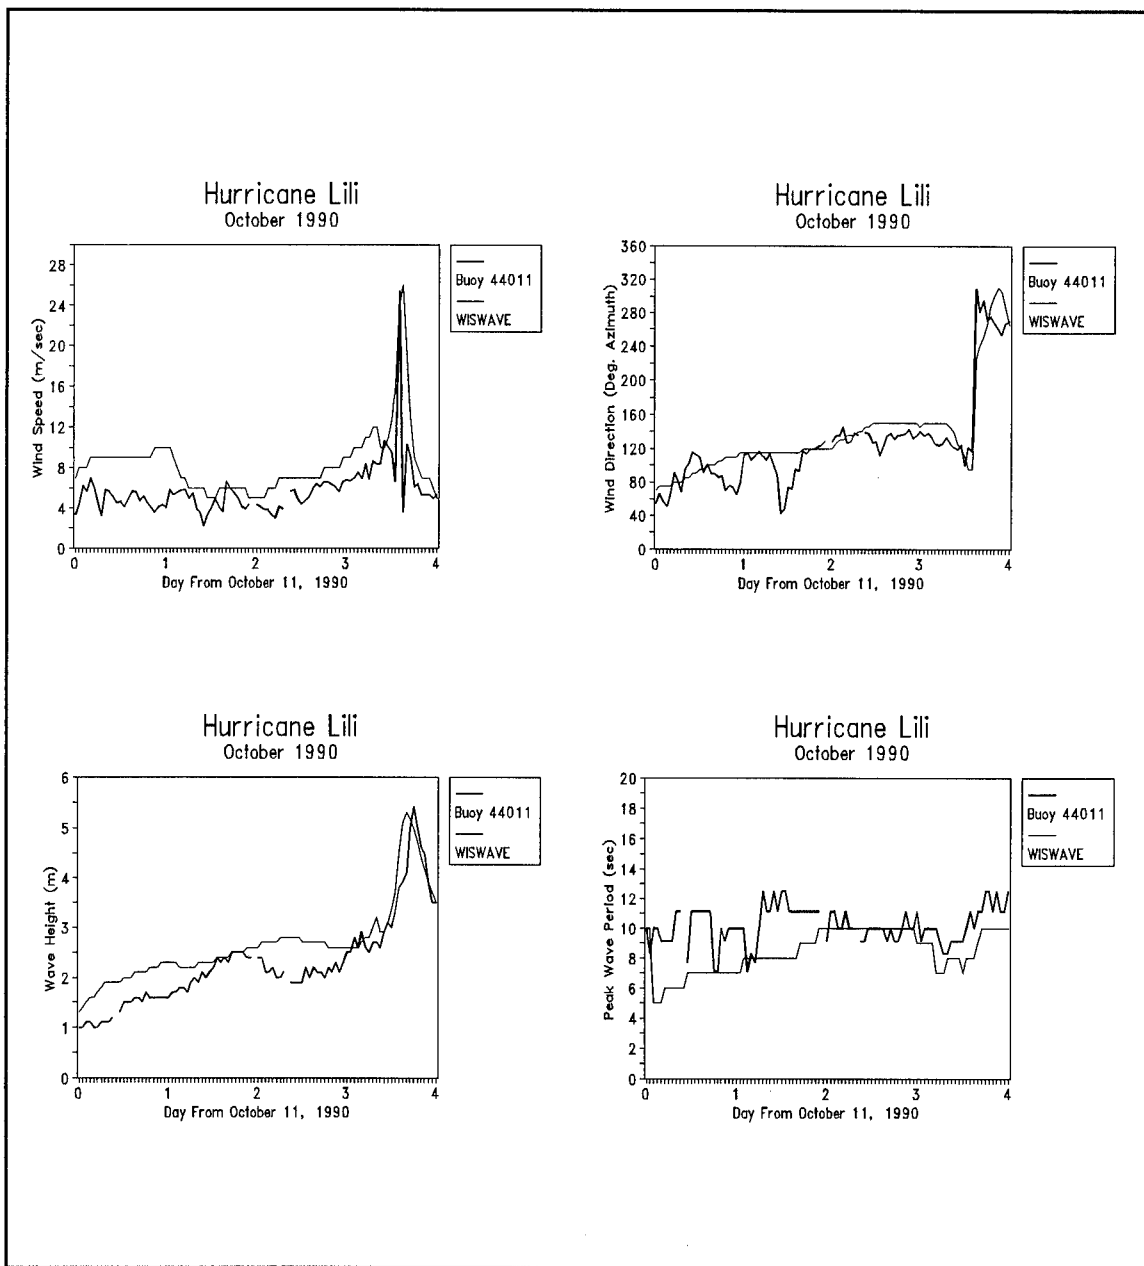 Hurricane Lili
October 1990
Wind Speed (m/sec)
28
24
20
16
12
8
4
0
0 1 2 3 4
Day From October 11, 1990
Buoy 44011
WISWAVE
Hurricane Lili
October 1990
Wind Direction (Deg. Azimuth)
360
320
280
240
200
160
120
80
40
0
0 1 2 3 4
Day From October 11, 1990
Buoy 44011
WISWAVE
Hurricane Lili
October 1990
Wave Height (m)
6
5
4
3
2
1
0
0 1 2 3 4
Day From October 11, 1990
Buoy 44011
WISWAVE
Hurricane Lili
October 1990
Peak Wave Period (sec)
20
18
16
14
12
10
8
6
4
2
0
0 1 2 3 4
Day From October 11, 1990
Buoy 44011
WISWAVE